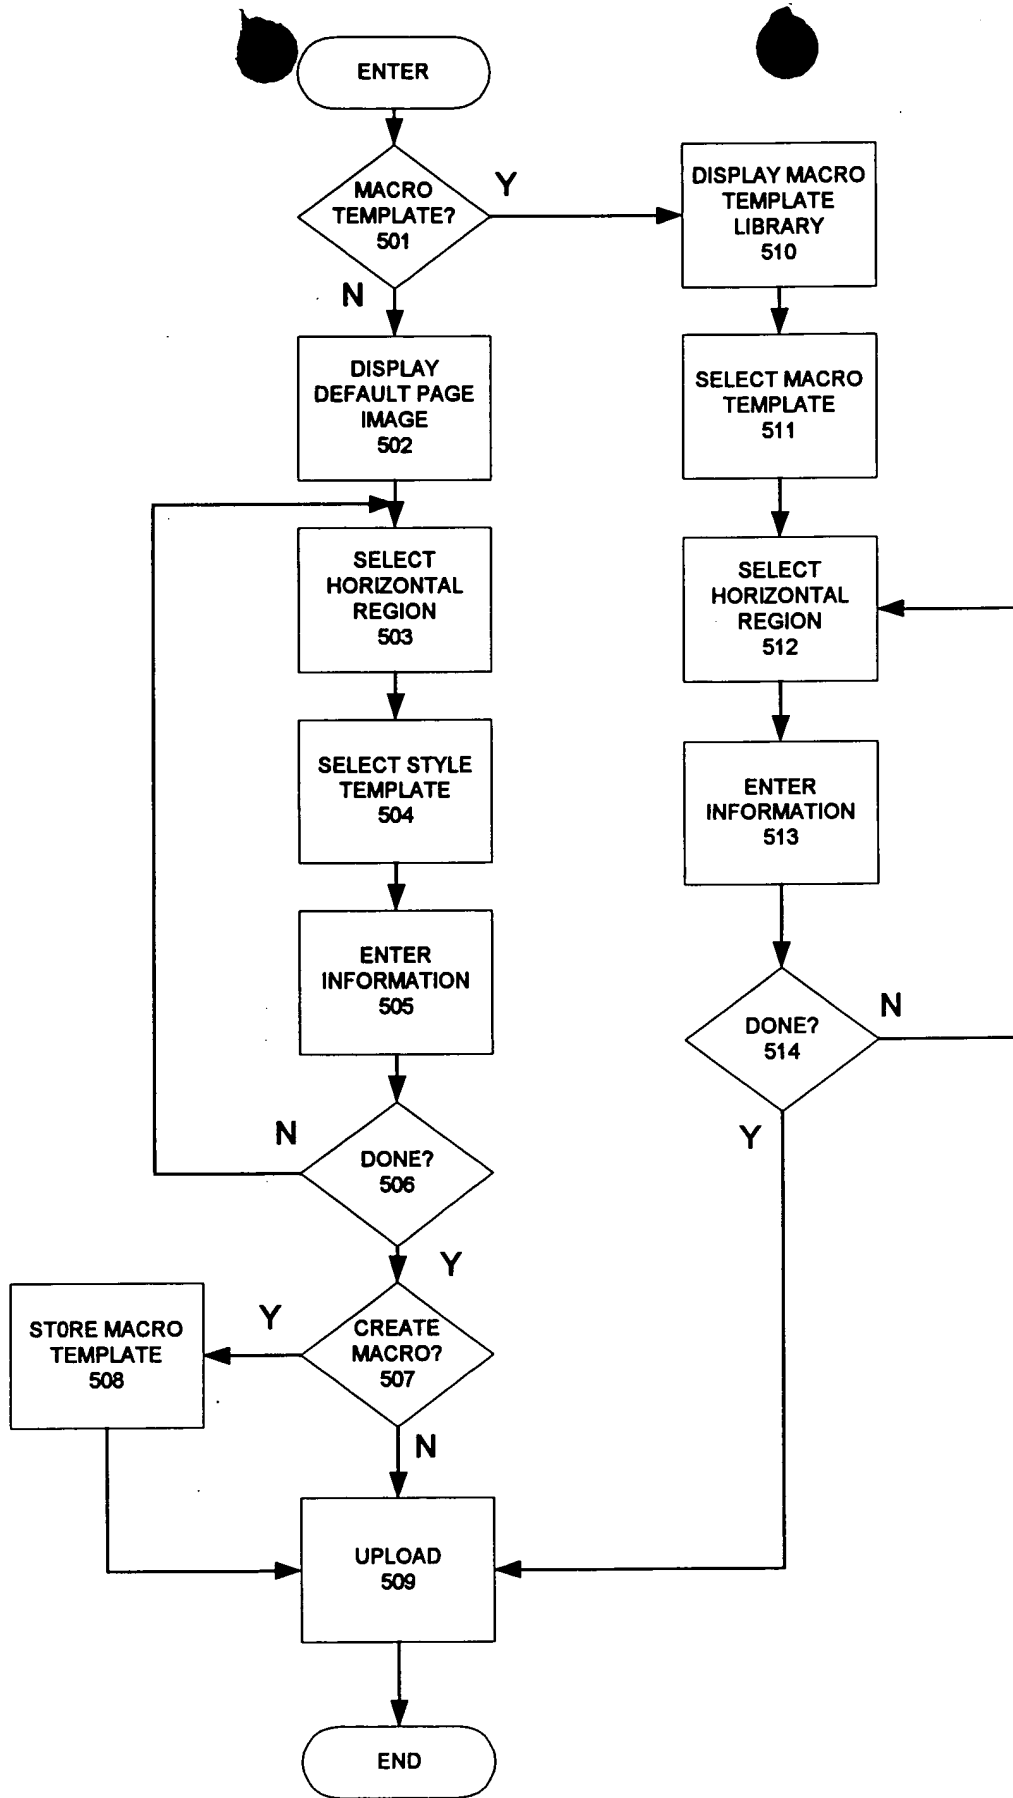 ENTER
MACRO
TEMPLATE?
501
Y
N
DISPLAY
DEFAULT PAGE
IMAGE
502
SELECT
HORIZONTAL
REGION
503
SELECT STYLE
TEMPLATE
504
ENTER
INFORMATION
505
DONE?
506
N
Y
CREATE
MACRO?
507
Y
N
STORE MACRO
TEMPLATE
508
UPLOAD
509
END
DISPLAY MACRO
TEMPLATE
LIBRARY
510
SELECT MACRO
TEMPLATE
511
SELECT
HORIZONTAL
REGION
512
ENTER
INFORMATION
513
DONE?
514
N
Y